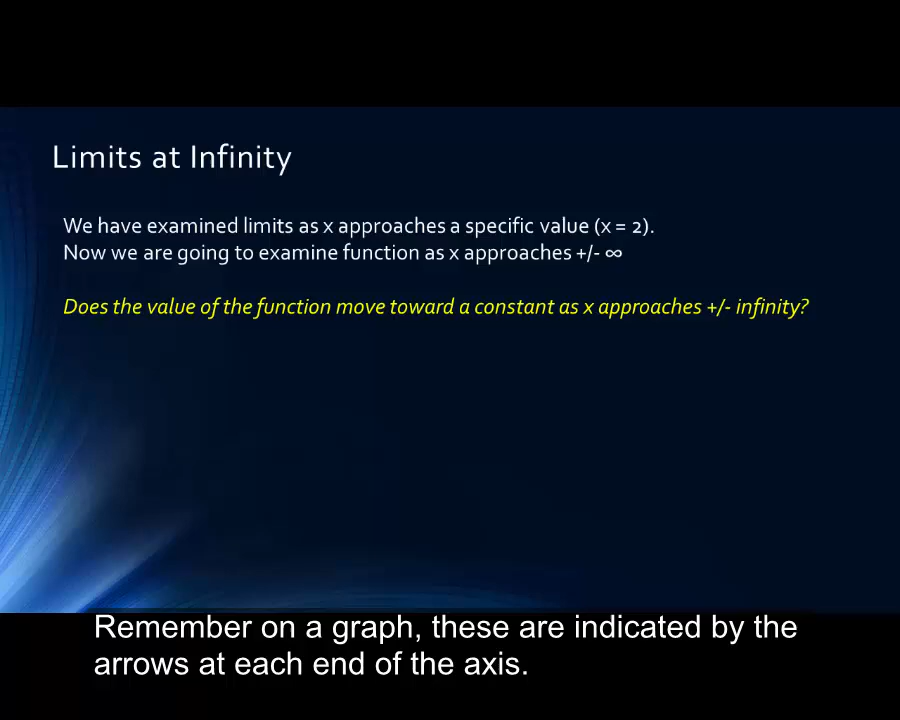 Limits at Infinity
We have examined limits as x approaches a specific value (x = 2).
Now we are going to examine function as x approaches +/- ∞
Does the value of the function move toward a constant as x approaches +/- infinity?
Remember on a graph, these are indicated by the
arrows at each end of the axis.